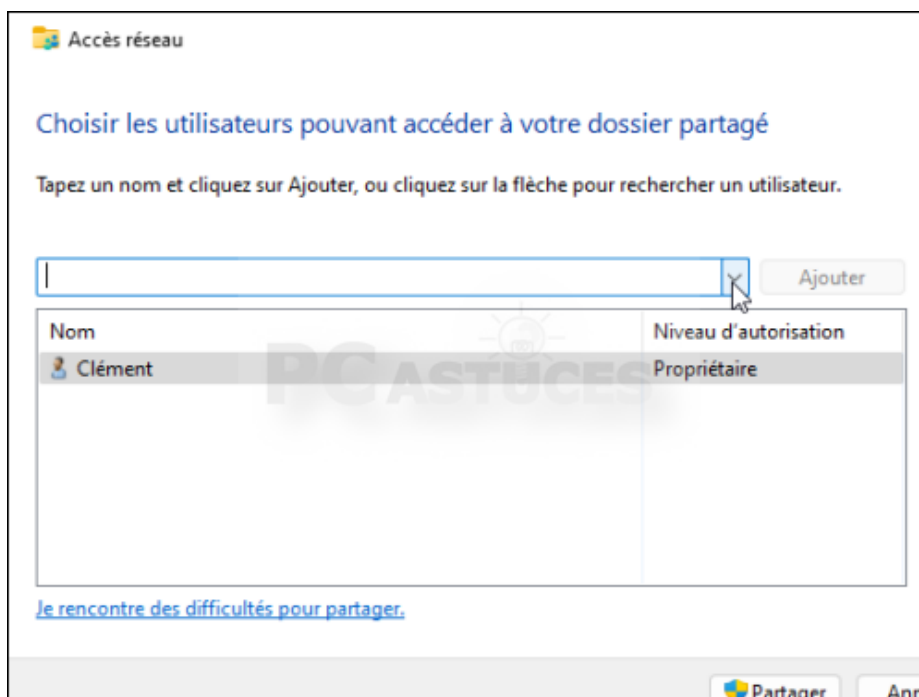 Accès réseau
Choisir les utilisateurs pouvant accéder à votre dossier partagé
Tapez un nom et cliquez sur Ajouter, ou cliquez sur la flèche pour rechercher un utilisateur.
Ajouter
Nom Niveau d'autorisation
Clément Propriétaire
PC ASTUCES
Je rencontre des difficultés pour partager.
Partager